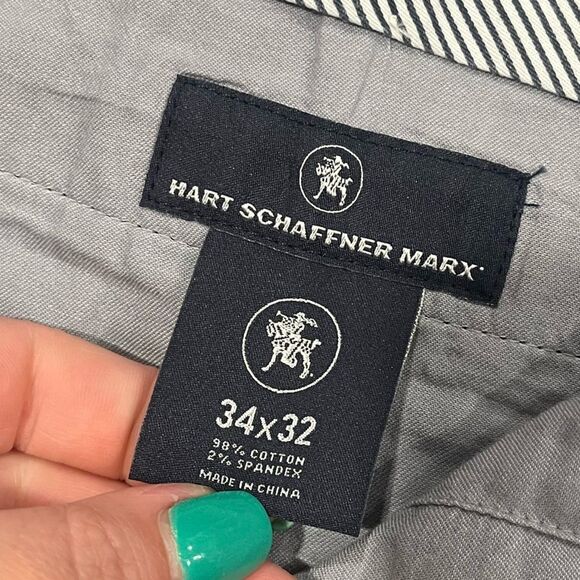 HART SCHAFFNER MARX
34x32
98% COTTON
2% SPANDEX
MADE IN CHINA